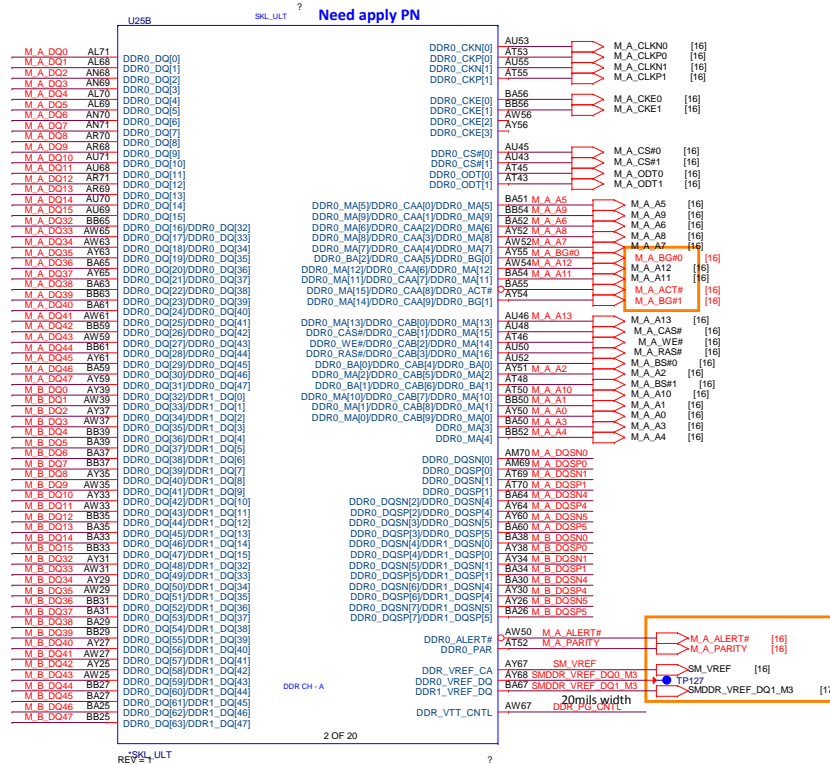 ?
SKL_ULT
Need apply PN
U25B
M_A_DQ0 AL71 DDR0_DQ[0]
M_A_DQ1 AL68 DDR0_DQ[1]
M_A_DQ2 AN68 DDR0_DQ[2]
M_A_DQ3 AN69 DDR0_DQ[3]
M_A_DQ4 AL70 DDR0_DQ[4]
M_A_DQ5 AL69 DDR0_DQ[5]
M_A_DQ6 AN70 DDR0_DQ[6]
M_A_DQ7 AN71 DDR0_DQ[7]
M_A_DQ8 AR70 DDR0_DQ[8]
M_A_DQ9 AR68 DDR0_DQ[9]
M_A_DQ10 AU71 DDR0_DQ[10]
M_A_DQ11 AU68 DDR0_DQ[11]
M_A_DQ12 AR71 DDR0_DQ[12]
M_A_DQ13 AR69 DDR0_DQ[13]
M_A_DQ14 AU70 DDR0_DQ[14]
M_A_DQ15 AU69 DDR0_DQ[15]
M_A_DQ32 BB65 DDR0_DQ[16]/DDR0_DQ[32]
M_A_DQ33 AW65 DDR0_DQ[17]/DDR0_DQ[33]
M_A_DQ34 AW63 DDR0_DQ[18]/DDR0_DQ[34]
M_A_DQ35 AY63 DDR0_DQ[19]/DDR0_DQ[35]
M_A_DQ36 BA65 DDR0_DQ[20]/DDR0_DQ[36]
M_A_DQ37 AY65 DDR0_DQ[21]/DDR0_DQ[37]
M_A_DQ38 BA63 DDR0_DQ[22]/DDR0_DQ[38]
M_A_DQ39 BB63 DDR0_DQ[23]/DDR0_DQ[39]
M_A_DQ40 BA61 DDR0_DQ[24]/DDR0_DQ[40]
M_A_DQ41 AW61 DDR0_DQ[25]/DDR0_DQ[41]
M_A_DQ42 BB59 DDR0_DQ[26]/DDR0_DQ[42]
M_A_DQ43 AW59 DDR0_DQ[27]/DDR0_DQ[43]
M_A_DQ44 BB61 DDR0_DQ[28]/DDR0_DQ[44]
M_A_DQ45 AY61 DDR0_DQ[29]/DDR0_DQ[45]
M_A_DQ46 BA59 DDR0_DQ[30]/DDR0_DQ[46]
M_A_DQ47 AY59 DDR0_DQ[31]/DDR0_DQ[47]
M_B_DQ0 AY39 DDR0_DQ[32]/DDR1_DQ[0]
M_B_DQ1 AW39 DDR0_DQ[33]/DDR1_DQ[1]
M_B_DQ2 AY37 DDR0_DQ[34]/DDR1_DQ[2]
M_B_DQ3 AW37 DDR0_DQ[35]/DDR1_DQ[3]
M_B_DQ4 BB39 DDR0_DQ[36]/DDR1_DQ[4]
M_B_DQ5 BA39 DDR0_DQ[37]/DDR1_DQ[5]
M_B_DQ6 BA37 DDR0_DQ[38]/DDR1_DQ[6]
M_B_DQ7 BB37 DDR0_DQ[39]/DDR1_DQ[7]
M_B_DQ8 AY35 DDR0_DQ[40]/DDR1_DQ[8]
M_B_DQ9 AW35 DDR0_DQ[41]/DDR1_DQ[9]
M_B_DQ10 AY33 DDR0_DQ[42]/DDR1_DQ[10]
M_B_DQ11 AW33 DDR0_DQ[43]/DDR1_DQ[11]
M_B_DQ12 BB35 DDR0_DQ[44]/DDR1_DQ[12]
M_B_DQ13 BA35 DDR0_DQ[45]/DDR1_DQ[13]
M_B_DQ14 BA33 DDR0_DQ[46]/DDR1_DQ[14]
M_B_DQ15 BB33 DDR0_DQ[47]/DDR1_DQ[15]
M_B_DQ32 AY31 DDR0_DQ[48]/DDR1_DQ[32]
M_B_DQ33 AW31 DDR0_DQ[49]/DDR1_DQ[33]
M_B_DQ34 AY29 DDR0_DQ[50]/DDR1_DQ[34]
M_B_DQ35 AW29 DDR0_DQ[51]/DDR1_DQ[35]
M_B_DQ36 BB31 DDR0_DQ[52]/DDR1_DQ[36]
M_B_DQ37 BA31 DDR0_DQ[53]/DDR1_DQ[37]
M_B_DQ38 BA29 DDR0_DQ[54]/DDR1_DQ[38]
M_B_DQ39 BB29 DDR0_DQ[55]/DDR1_DQ[39]
M_B_DQ40 AY27 DDR0_DQ[56]/DDR1_DQ[40]
M_B_DQ41 AW27 DDR0_DQ[57]/DDR1_DQ[41]
M_B_DQ42 AY25 DDR0_DQ[58]/DDR1_DQ[42]
M_B_DQ43 AW25 DDR0_DQ[59]/DDR1_DQ[43]
M_B_DQ44 BB27 DDR0_DQ[60]/DDR1_DQ[44]
M_B_DQ45 BA27 DDR0_DQ[61]/DDR1_DQ[45]
M_B_DQ46 BA25 DDR0_DQ[62]/DDR1_DQ[46]
M_B_DQ47 BB25 DDR0_DQ[63]/DDR1_DQ[47]
DDR0_CKN[0] AU53 M_A_CLKN0 [16]
DDR0_CKP[0] AT53 M_A_CLKP0 [16]
DDR0_CKN[1] AU55 M_A_CLKN1 [16]
DDR0_CKP[1] AT55 M_A_CLKP1 [16]
DDR0_CKE[0] BA56 M_A_CKE0 [16]
DDR0_CKE[1] BB56 M_A_CKE1 [16]
DDR0_CKE[2] AW56
DDR0_CKE[3] AY56
DDR0_CS#[0] AU45 M_A_CS#0 [16]
DDR0_CS#[1] AU43 M_A_CS#1 [16]
DDR0_ODT[0] AT45 M_A_ODT0 [16]
DDR0_ODT[1] AT43 M_A_ODT1 [16]
DDR0_MA[5]/DDR0_CAA[0]/DDR0_MA[5] BA51 M_A_A5 M_A_A5 [16]
DDR0_MA[9]/DDR0_CAA[1]/DDR0_MA[9] BB54 M_A_A9 M_A_A9 [16]
DDR0_MA[6]/DDR0_CAA[2]/DDR0_MA[6] BA52 M_A_A6 M_A_A6 [16]
DDR0_MA[8]/DDR0_CAA[3]/DDR0_MA[8] AY52 M_A_A8 M_A_A8 [16]
DDR0_MA[7]/DDR0_CAA[4]/DDR0_MA[7] AW52 M_A_A7 M_A_A7 [16]
DDR0_BA[2]/DDR0_CAA[5]/DDR0_BG[0] AY55 M_A_BG#0 M_A_BG#0 [16]
DDR0_MA[12]/DDR0_CAA[6]/DDR0_MA[12] AW54 M_A_A12 M_A_A12 [16]
DDR0_MA[11]/DDR0_CAA[7]/DDR0_MA[11] BA54 M_A_A11 M_A_A11 [16]
DDR0_MA[15]/DDR0_CAA[8]/DDR0_ACT# BA55 M_A_ACT# [16]
DDR0_MA[14]/DDR0_CAA[9]/DDR0_BG[1] AY54 M_A_BG#1 [16]
DDR0_MA[13]/DDR0_CAB[0]/DDR0_MA[13] AU46 M_A_A13 M_A_A13 [16]
DDR0_CAS#/DDR0_CAB[1]/DDR0_MA[15] AU48 M_A_CAS# [16]
DDR0_WE#/DDR0_CAB[2]/DDR0_MA[14] AT46 M_A_WE# [16]
DDR0_RAS#/DDR0_CAB[3]/DDR0_MA[16] AU50 M_A_RAS# [16]
DDR0_BA[0]/DDR0_CAB[4]/DDR0_BA[0] AU52 M_A_BS#0 [16]
DDR0_MA[2]/DDR0_CAB[5]/DDR0_MA[2] AY51 M_A_A2 M_A_A2 [16]
DDR0_BA[1]/DDR0_CAB[6]/DDR0_BA[1] AT48 M_A_BS#1 [16]
DDR0_MA[10]/DDR0_CAB[7]/DDR0_MA[10] AT50 M_A_A10 M_A_A10 [16]
DDR0_MA[1]/DDR0_CAB[8]/DDR0_MA[1] BB50 M_A_A1 M_A_A1 [16]
DDR0_MA[0]/DDR0_CAB[9]/DDR0_MA[0] AY50 M_A_A0 M_A_A0 [16]
DDR0_MA[3] BA50 M_A_A3 M_A_A3 [16]
DDR0_MA[4] BB52 M_A_A4 M_A_A4 [16]
DDR0_DQSN[0] AM70 M_A_DQSN0
DDR0_DQSP[0] AM69 M_A_DQSP0
DDR0_DQSN[1] AT69 M_A_DQSN1
DDR0_DQSP[1] AT70 M_A_DQSP1
DDR0_DQSN[2]/DDR0_DQSN[4] BA64 M_A_DQSN4
DDR0_DQSP[2]/DDR0_DQSP[4] AY64 M_A_DQSP4
DDR0_DQSN[3]/DDR0_DQSN[5] AY60 M_A_DQSN5
DDR0_DQSP[3]/DDR0_DQSP[5] BA60 M_A_DQSP5
DDR0_DQSN[4]/DDR1_DQSN[0] BA38 M_B_DQSN0
DDR0_DQSP[4]/DDR1_DQSP[0] AY38 M_B_DQSP0
DDR0_DQSN[5]/DDR1_DQSN[1] AY34 M_B_DQSN1
DDR0_DQSP[5]/DDR1_DQSP[1] BA34 M_B_DQSP1
DDR0_DQSN[6]/DDR1_DQSN[4] BA30 M_B_DQSN4
DDR0_DQSP[6]/DDR1_DQSP[4] AY30 M_B_DQSP4
DDR0_DQSN[7]/DDR1_DQSN[5] AY26 M_B_DQSN5
DDR0_DQSP[7]/DDR1_DQSP[5] BA26 M_B_DQSP5
DDR0_ALERT# AW50 M_A_ALERT# M_A_ALERT# [16]
DDR0_PAR AT52 M_A_PARITY M_A_PARITY [16]
DDR_VREF_CA AY67 SM_VREF SM_VREF [16]
DDR0_VREF_DQ AY68 SMDDR_VREF_DQ0_M3 TP127
DDR1_VREF_DQ BA67 SMDDR_VREF_DQ1_M3 SMDDR_VREF_DQ1_M3
20mils width
DDR_VTT_CNTL AW67 DDR_PG_CNTL
DDR CH - A
2 OF 20
*SKL_ULT
REV = 1
?